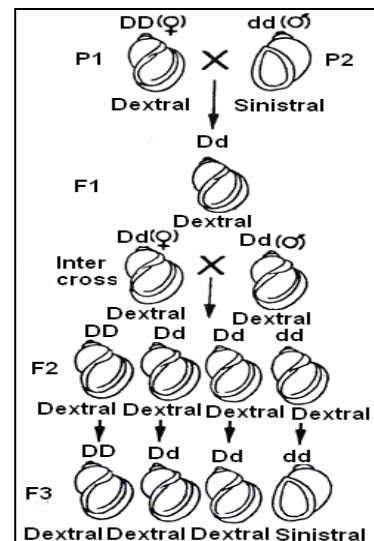 DD(♀) dd(♂)
P1 X P2
Dextral Sinistral
Dd
F1
Dextral
Dd(♀) Dd(♂)
Inter
cross X
Dextral Dextral
DD Dd Dd dd
F2
Dextral Dextral Dextral Dextral
DD Dd Dd dd
F3
Dextral Dextral Dextral Sinistral